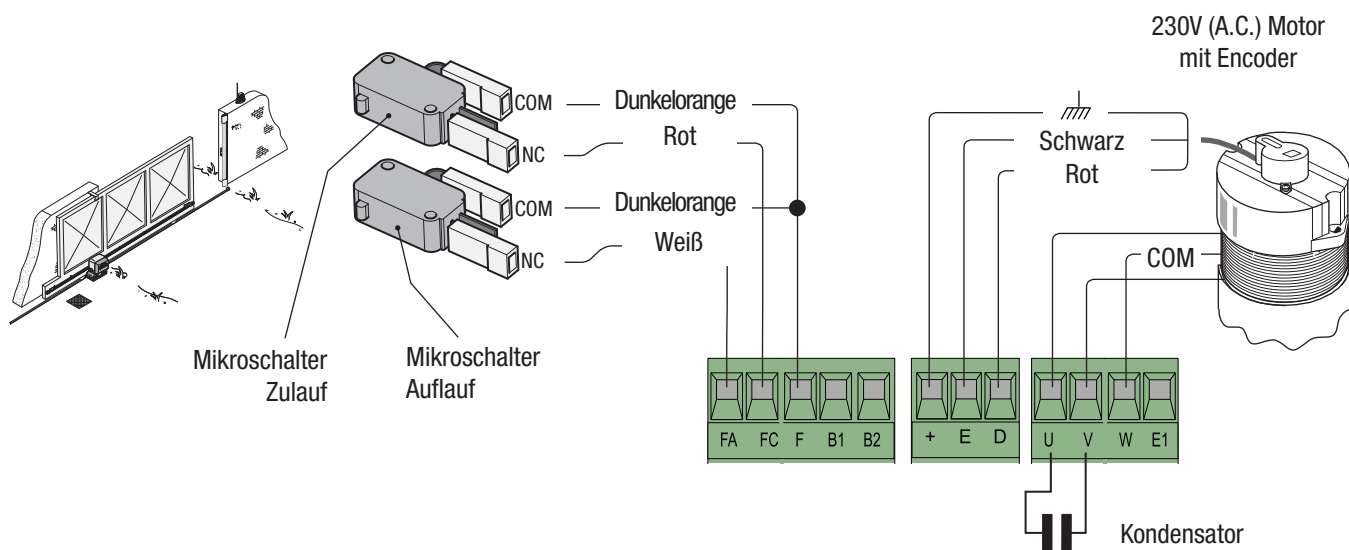 230V (A.C.) Motor
mit Encoder
COM
Dunkelorange
Rot
NC
COM
Dunkelorange
Weiß
NC
Schwarz
Rot
COM
Mikroschalter
Zulauf
Mikroschalter
Auflauf
FA FC F B1 B2
+ E D
U V W E1
Kondensator